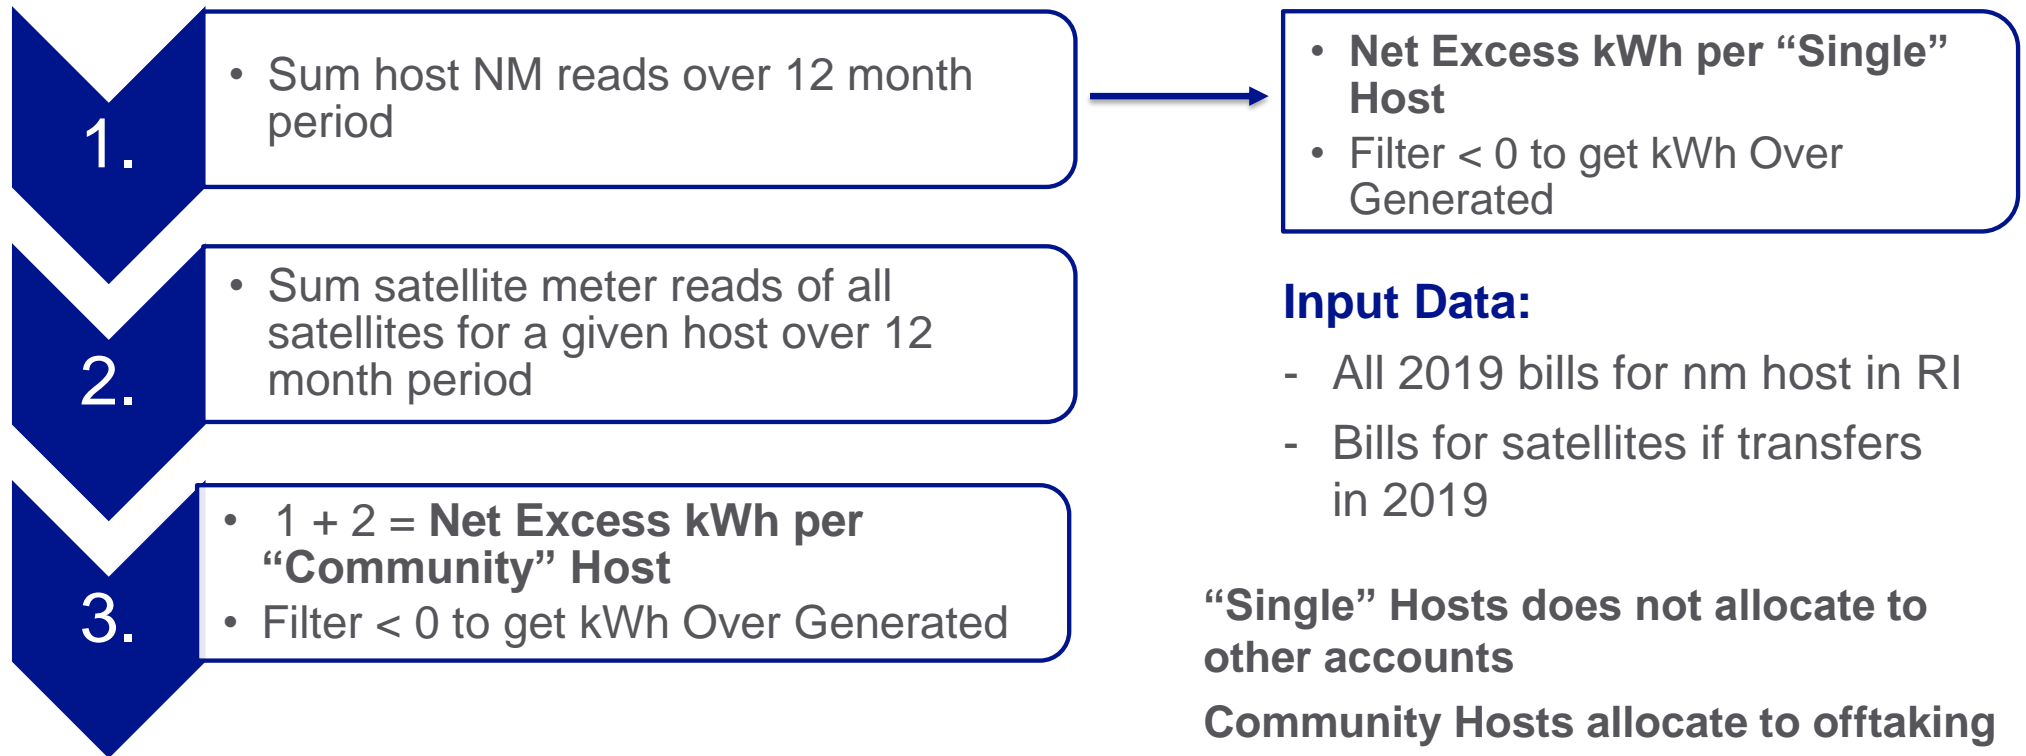 1.
• Sum host NM reads over 12 month
period
• Net Excess kWh per “Single”
Host
• Filter < 0 to get kWh Over
Generated
2.
• Sum satellite meter reads of all
satellites for a given host over 12
month period
3.
• 1 + 2 = Net Excess kWh per
“Community” Host
• Filter < 0 to get kWh Over Generated
Input Data:
- All 2019 bills for nm host in RI
- Bills for satellites if transfers
in 2019
“Single” Hosts does not allocate to
other accounts
Community Hosts allocate to offtaking